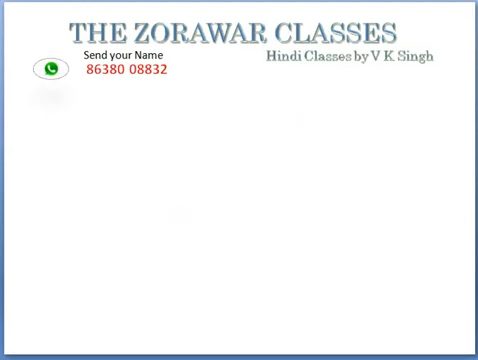 THE ZORAWAR CLASSES
Send your Name
Hindi Classes by V K Singh
86380 08832